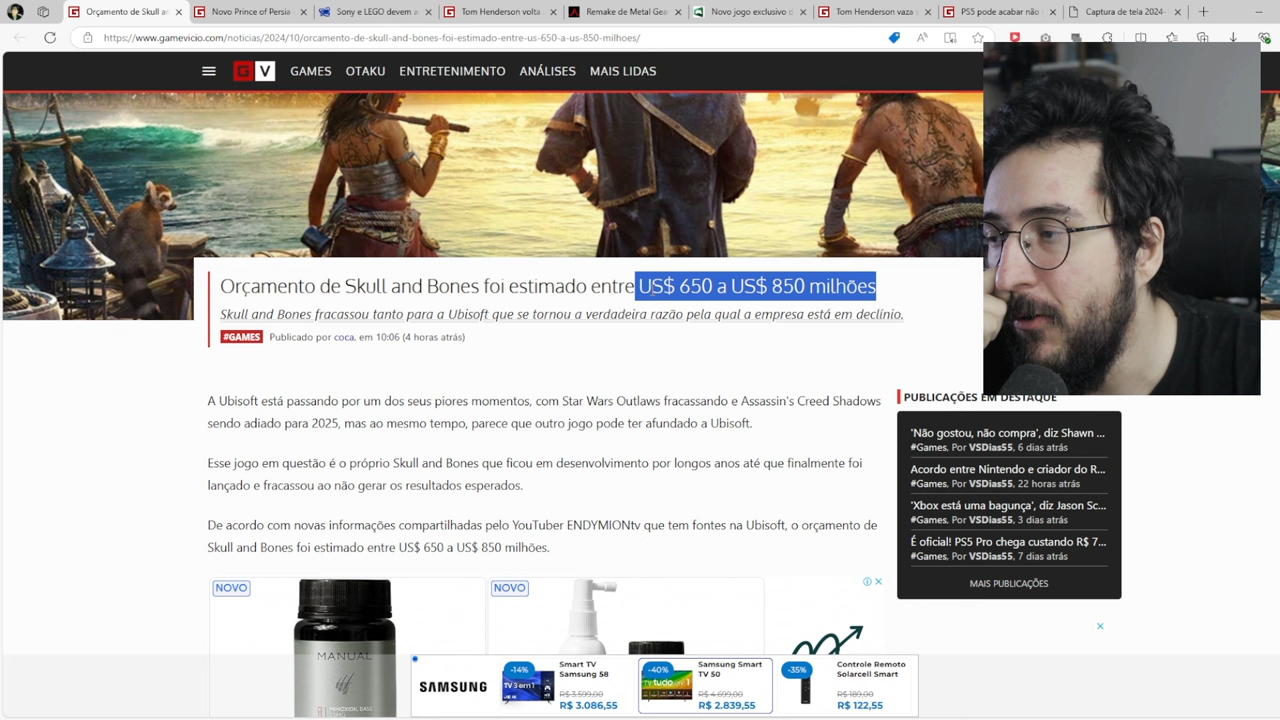 Orçamento de Skull a
Novo Prince of Persia
Sony e LEGO devem a
Tom Henderson volta
Remake de Metal Gea
Novo jogo exclusivo d
Tom Henderson vaza s
PS5 pode acabar não s
Captura de tela 2024-
https://www.gamevicio.com/noticias/2024/10/orcamento-de-skull-and-bones-foi-estimado-entre-us-650-a-us-850-milhoes/
G V GAMES OTAKU ENTRETENIMENTO ANÁLISES MAIS LIDAS
Orçamento de Skull and Bones foi estimado entre US$ 650 a US$ 850 milhões
Skull and Bones fracassou tanto para a Ubisoft que se tornou a verdadeira razão pela qual a empresa está em declínio.
#GAMES Publicado por coca, em 10:06 (4 horas atrás)
A Ubisoft está passando por um dos seus piores momentos, com Star Wars Outlaws fracassando e Assassin's Creed Shadows
sendo adiado para 2025, mas ao mesmo tempo, parece que outro jogo pode ter afundado a Ubisoft.
Esse jogo em questão é o próprio Skull and Bones que ficou em desenvolvimento por longos anos até que finalmente foi
lançado e fracassou ao não gerar os resultados esperados.
De acordo com novas informações compartilhadas pelo YouTuber ENDYMIONtv que tem fontes na Ubisoft, o orçamento de
Skull and Bones foi estimado entre US$ 650 a US$ 850 milhões.
PUBLICAÇÕES EM DESTAQUE
'Não gostou, não compra', diz Shawn ...
#Games, Por VSDias55, 6 dias atrás
Acordo entre Nintendo e criador do R...
#Games, Por VSDias55, 22 horas atrás
'Xbox está uma bagunça', diz Jason Sc...
#Games, Por VSDias55, 3 dias atrás
É oficial! PS5 Pro chega custando R$ 7...
#Games, Por VSDias55, 7 dias atrás
MAIS PUBLICAÇÕES
NOVO
NOVO
MANUAL
SAMSUNG
-14%
Smart TV
Samsung 58
R$ 3.599,00
R$ 3.086,55
-40%
Samsung Smart
TV 50
R$ 4.699,00
R$ 2.839,55
-35%
Controle Remoto
Solarcell Smart
R$ 189,00
R$ 122,55